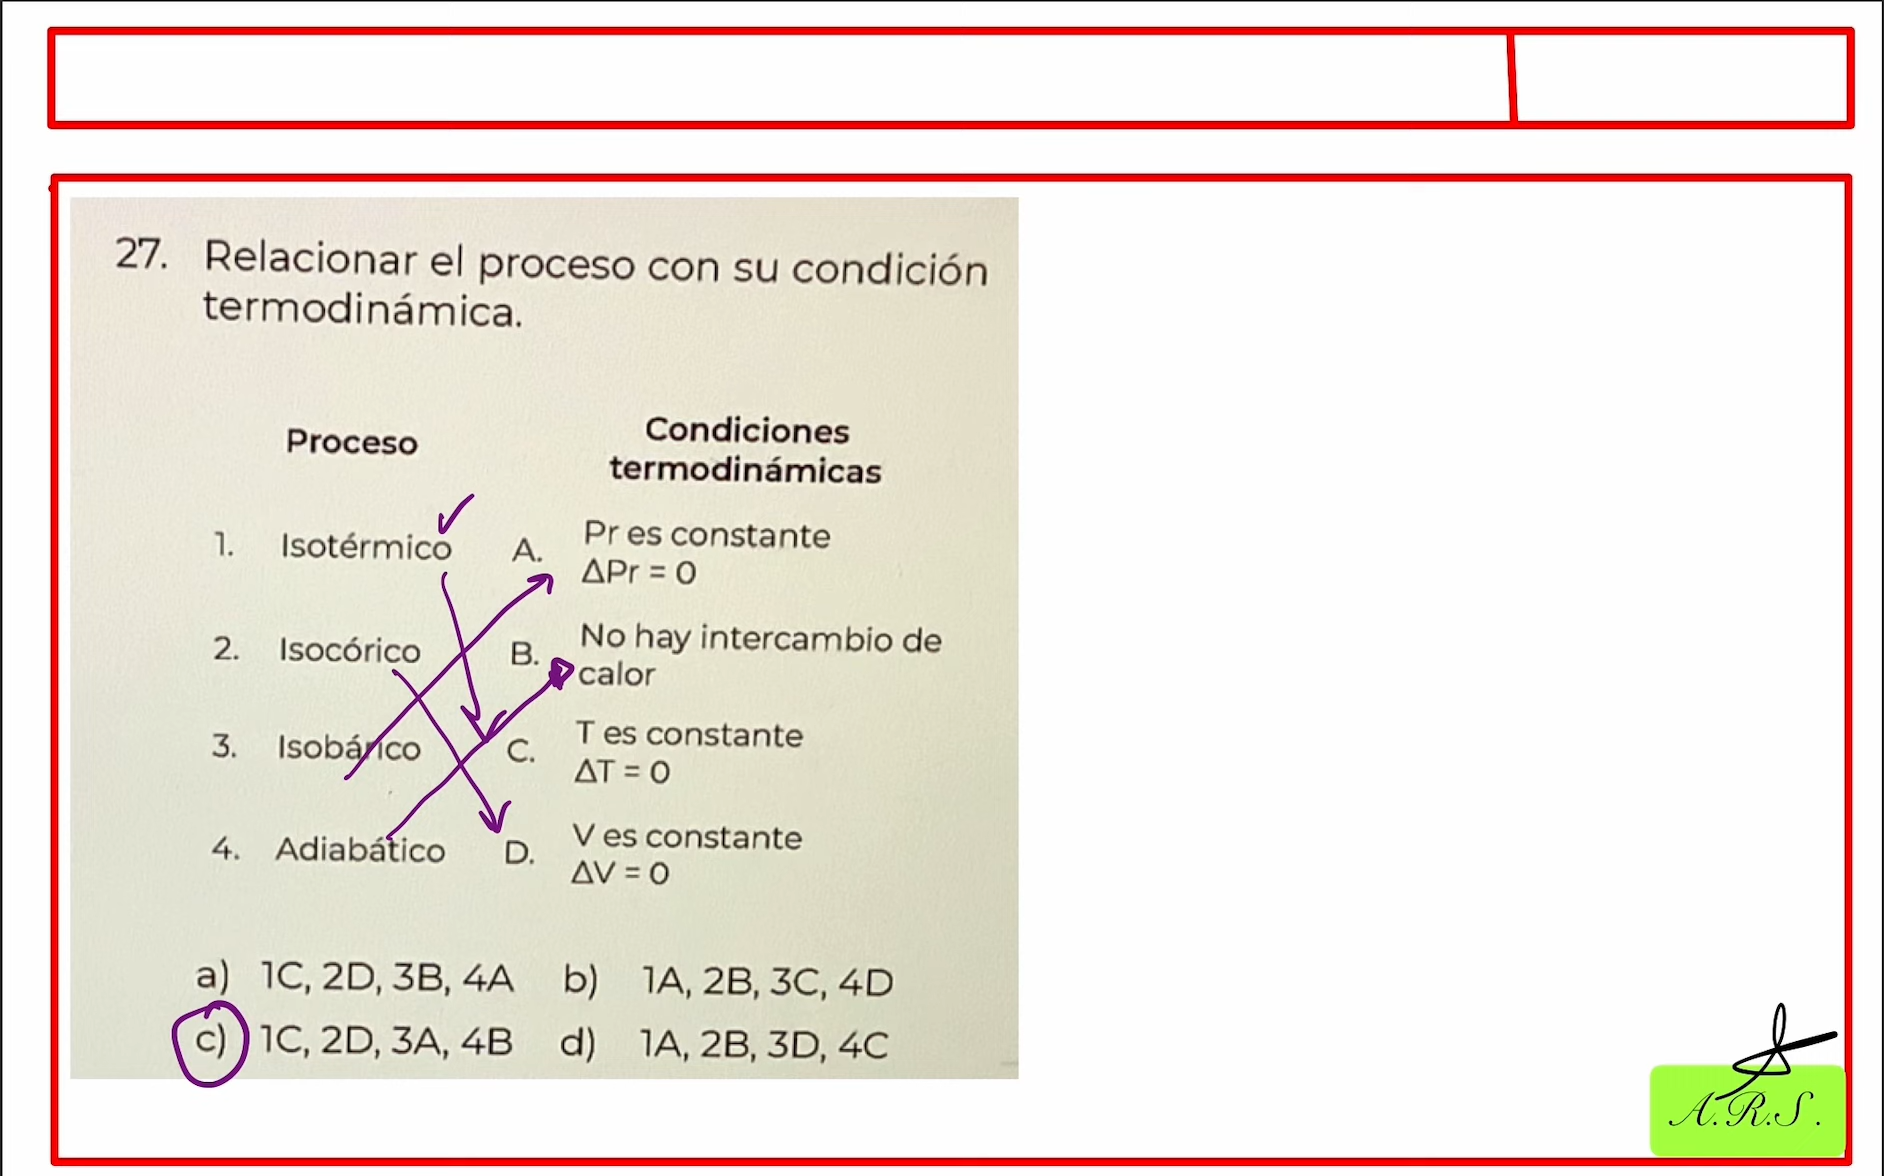 27. Relacionar el proceso con su condición
termodinámica.
Proceso
Condiciones
termodinámicas
1. Isotérmico
A. Pr es constante
ΔPr = 0
2. Isocórico
B. No hay intercambio de
calor
3. Isobárico
C. T es constante
ΔT = 0
4. Adiabático
D. V es constante
ΔV = 0
a) 1C, 2D, 3B, 4A b) 1A, 2B, 3C, 4D
c) 1C, 2D, 3A, 4B d) 1A, 2B, 3D, 4C
A.R.S.